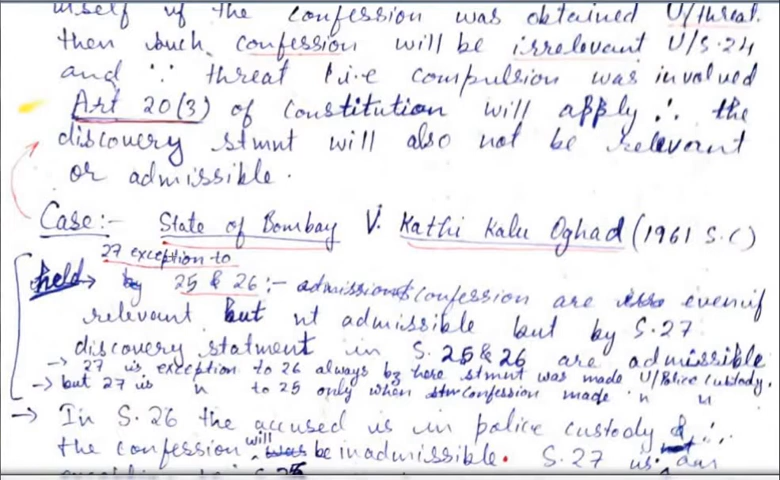 itself if the confession was obtained U/threat.
then such confession will be irrelevant U/S.24
and ∵ threat i.e compulsion was involved
Art 20(3) of Constitution will apply ∴ the
discovery stmnt will also not be relevant
or admissible.
Case:- State of Bombay V. Kathi Kalu Oghad (1961 S.C)
27 exception to
held→ 25 & 26:- admission confession are even if
relevant but nt admissible but by S.27
discovery statment in S. 25 & 26 are admissible
→ 27 is exception to 26 always bz here stmnt was made U/Police custody.
→ but 27 is " to 25 only when confession made " "
→ In S.26 the accused is in police custody & ∴
the confession will be inadmissible. S.27 is an